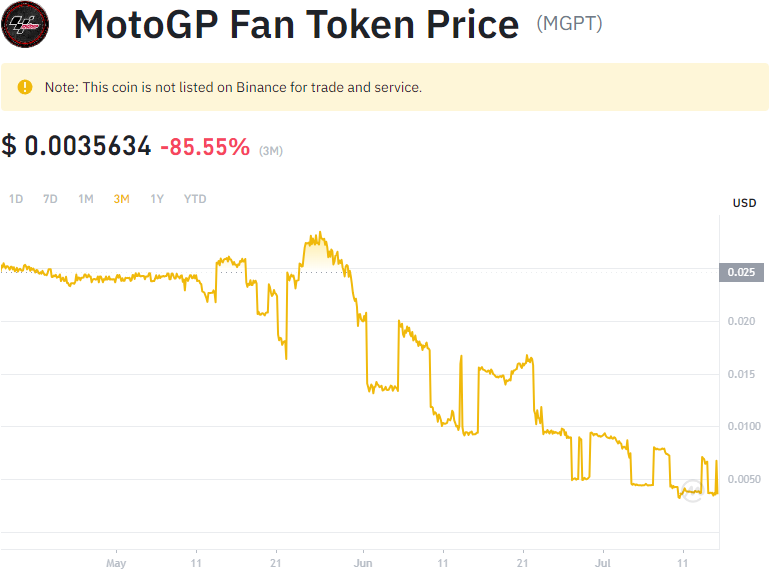 MotoGP Fan Token Price (MGPT)
Note: This coin is not listed on Binance for trade and service.
$ 0.0035634 -85.55% (3M)
1D 7D 1M 3M 1Y YTD
USD
0.025
0.020
0.015
0.0100
0.0050
May 11 21 Jun 11 21 Jul 11